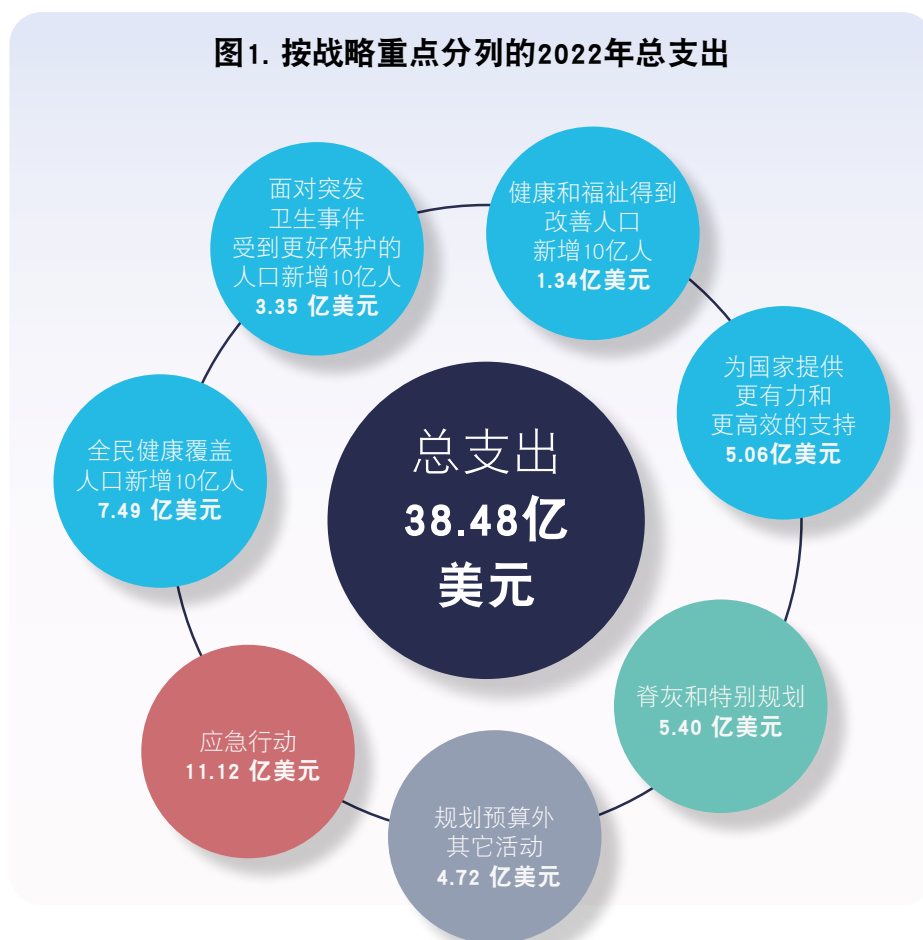 图1. 按战略重点分列的2022年总支出
面对突发
卫生事件
受到更好保护的
人口新增10亿人
3.35 亿美元
健康和福祉得到
改善人口
新增10亿人
1.34亿美元
为国家提供
更有力和
更高效的支持
5.06亿美元
全民健康覆盖
人口新增10亿人
7.49 亿美元
总支出
38.48亿
美元
脊灰和特别规划
5.40 亿美元
应急行动
11.12 亿美元
规划预算外
其它活动
4.72 亿美元